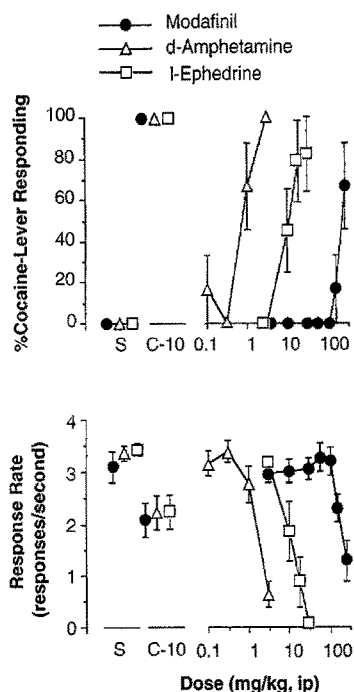 Modafinil
d-Amphetamine
l-Ephedrine
%Cocaine-Lever Responding
100
80
60
40
20
0
S C-10 0.1 1 10 100
Response Rate
(responses/second)
4
3
2
1
0
S C-10 0.1 1 10 100
Dose (mg/kg, ip)